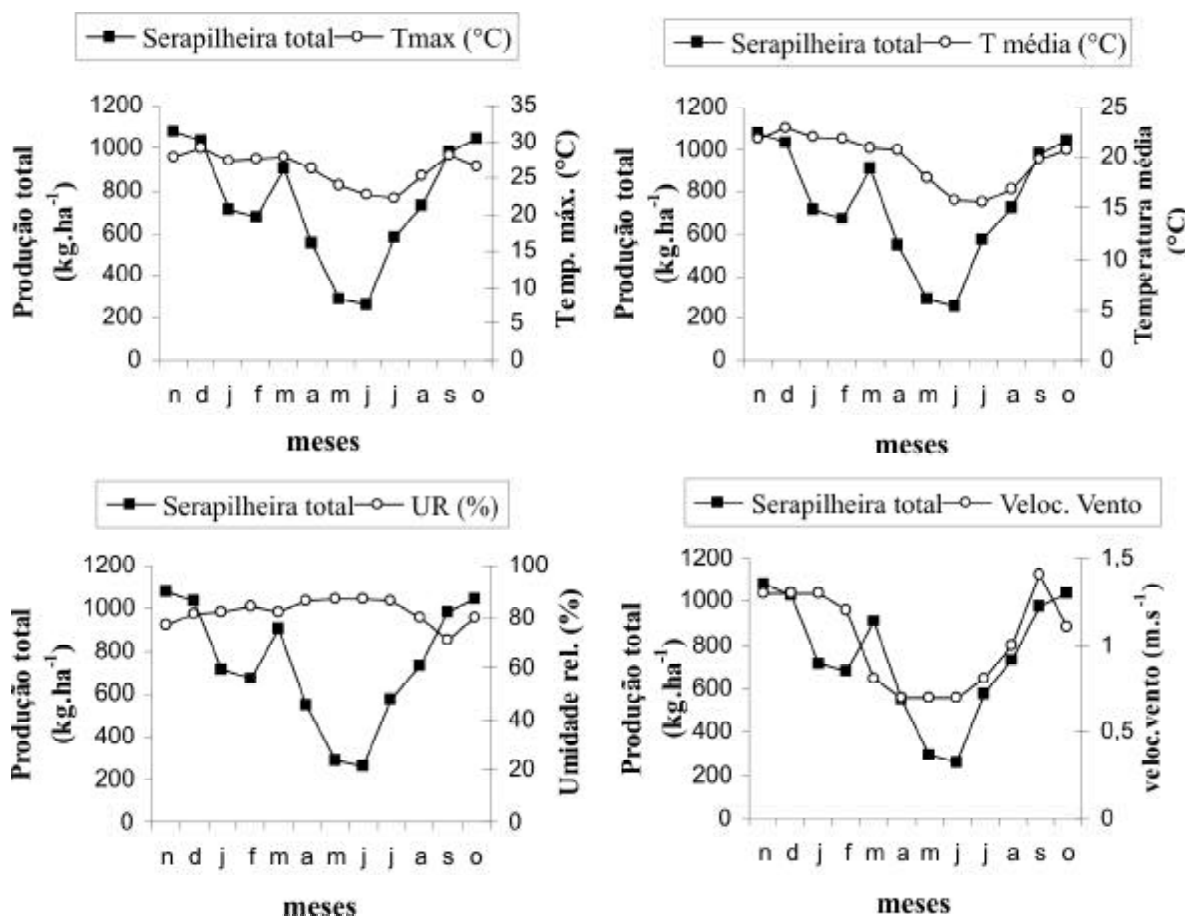 Serapilheira total Tmax (°C)
Produção total
(kg.ha-1)
1200
1000
800
600
400
200
0
35
30
25
20
15
10
5
0
Temp. máx. (°C)
n d j f m a m j j a s o
meses
Serapilheira total T média (°C)
Produção total
(kg.ha-1)
1200
1000
800
600
400
200
0
25
20
15
10
5
0
Temperatura média
(°C)
n d j f m a m j j a s o
meses
Serapilheira total UR (%)
Produção total
(kg.ha-1)
1200
1000
800
600
400
200
0
100
80
60
40
20
0
Umidade rel. (%)
n d j f m a m j j a s o
meses
Serapilheira total Veloc. Vento
Produção total
(kg.ha-1)
1200
1000
800
600
400
200
0
1.5
1
0.5
0
veloc.vento (m.s-1)
n d j f m a m j j a s o
meses